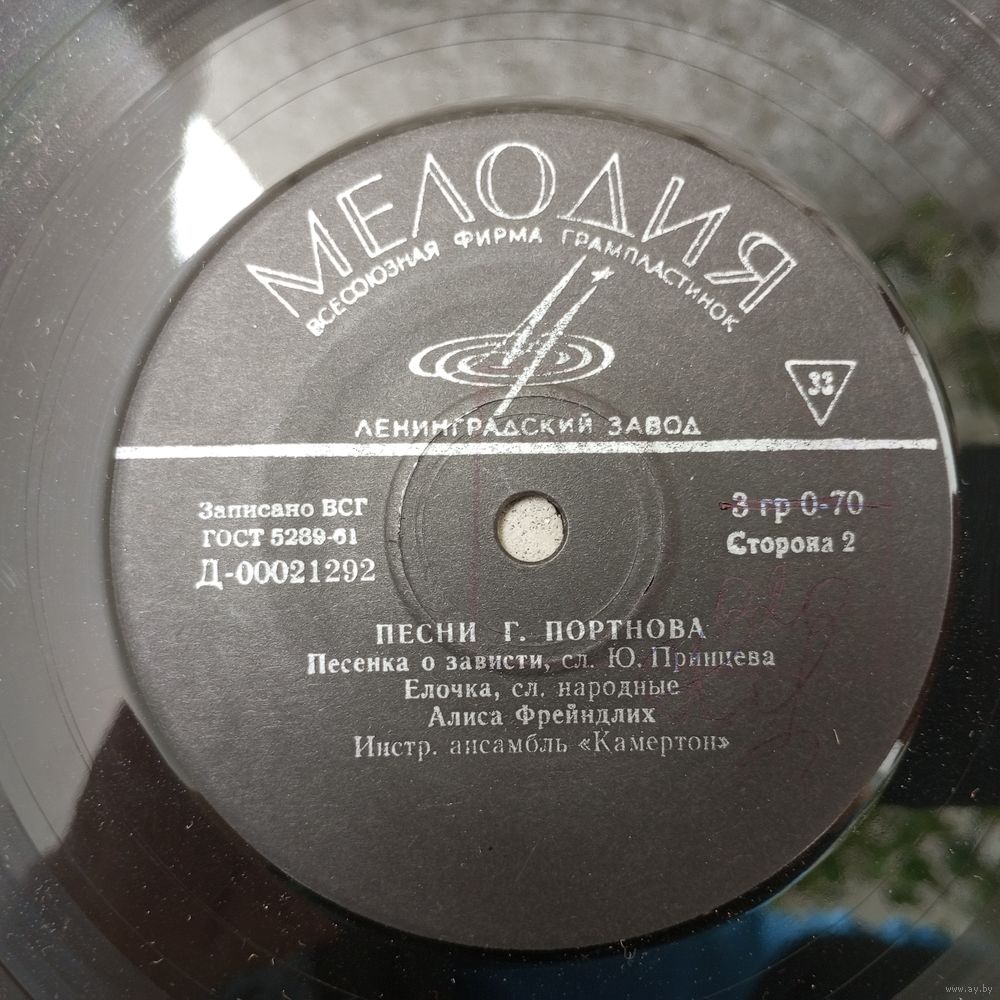 МЕЛОДИЯ
ВСЕСОЮЗНАЯ ФИРМА ГРАМПЛАСТИНОК
ЛЕНИНГРАДСКИЙ ЗАВОД
33
Записано ВСГ
ГОСТ 5289-61
Д-00021292
3 гр 0-70
Сторона 2
ПЕСНИ Г. ПОРТНОВА
Песенка о зависти, сл. Ю. Принцева
Елочка, сл. народные
Алиса Фрейндлих
Инстр. ансамбль «Камертон»
www.ay.by